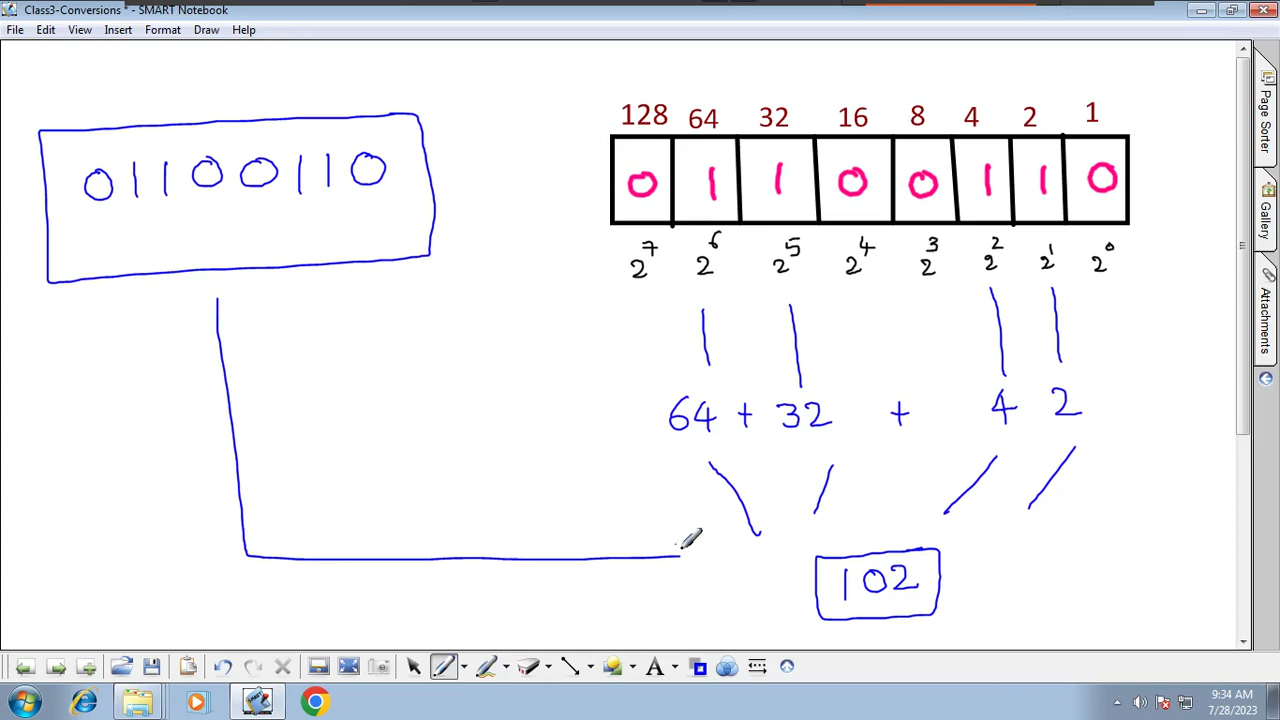 Class3-Conversions * - SMART Notebook
File Edit View Insert Format Draw Help
01100110
128 64 32 16 8 4 2 1
0 1 1 0 0 1 1 0
2⁷ 2⁶ 2⁵ 2⁴ 2³ 2² 2¹ 2⁰
64 + 32 + 4 2
102
Page Sorter
Gallery
Attachments
A
9:34 AM
7/28/2023